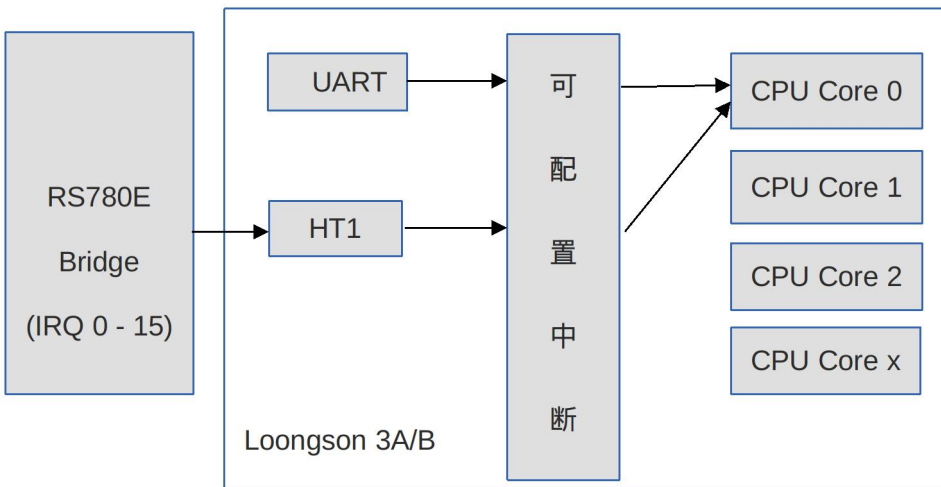 RS780E
Bridge
(IRQ 0 - 15)
UART
HT1
Loongson 3A/B
可
配
置
中
断
CPU Core 0
CPU Core 1
CPU Core 2
CPU Core x